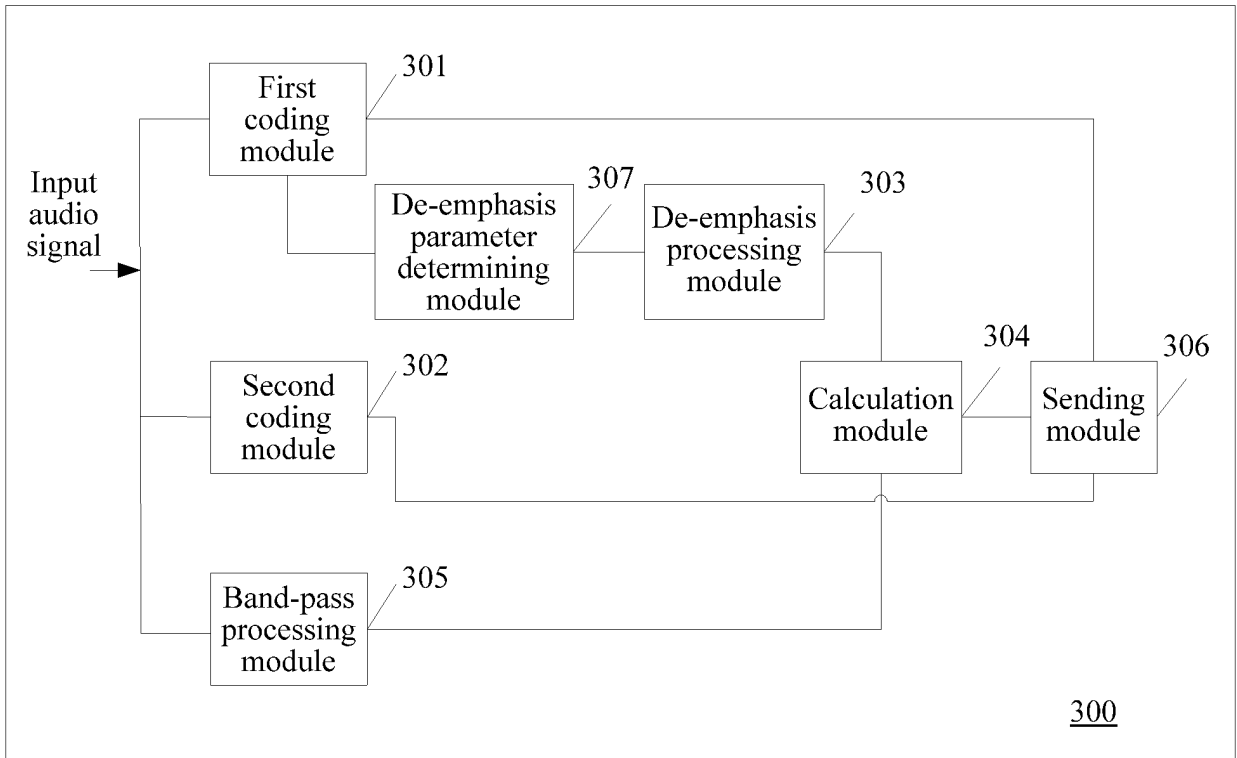 301
First
coding
module
Input
audio
signal
307
303
De-emphasis
parameter
determining
module
De-emphasis
processing
module
302
Second
coding
module
304
306
Calculation
module
Sending
module
305
Band-pass
processing
module
300